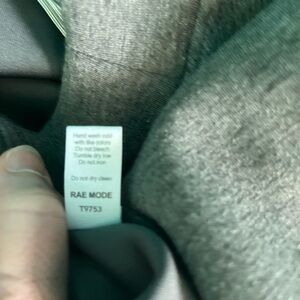 Hand wash cold
with like colors
Do not bleach
Tumble dry low
Do not iron
Do not dry clean
RAE MODE
T9753